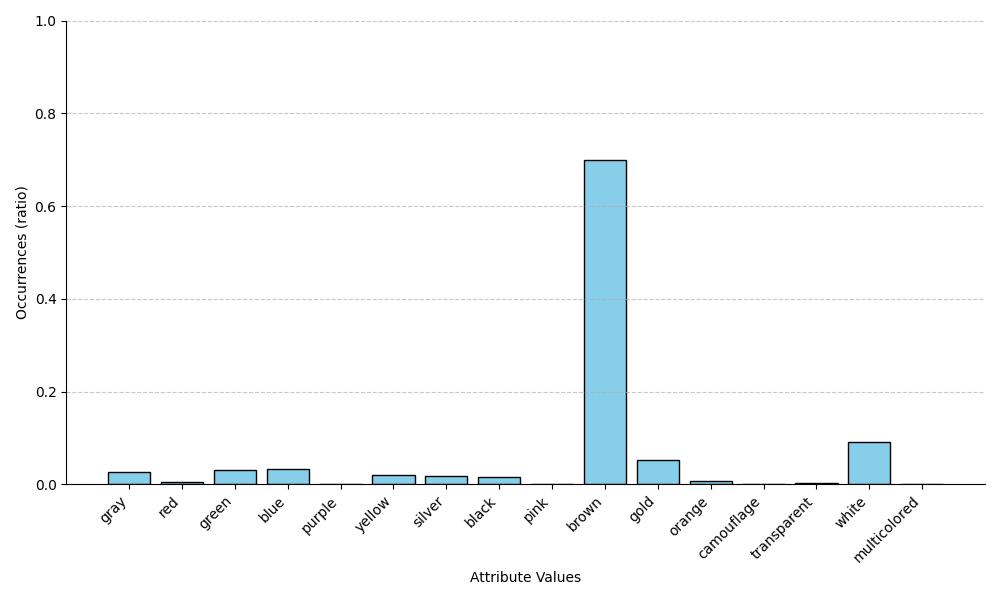 1.0
0.8
0.6
0.4
0.2
0.0
Occurrences (ratio)
gray
red
green
blue
purple
yellow
silver
black
pink
brown
gold
orange
camouflage
transparent
white
multicolored
Attribute Values